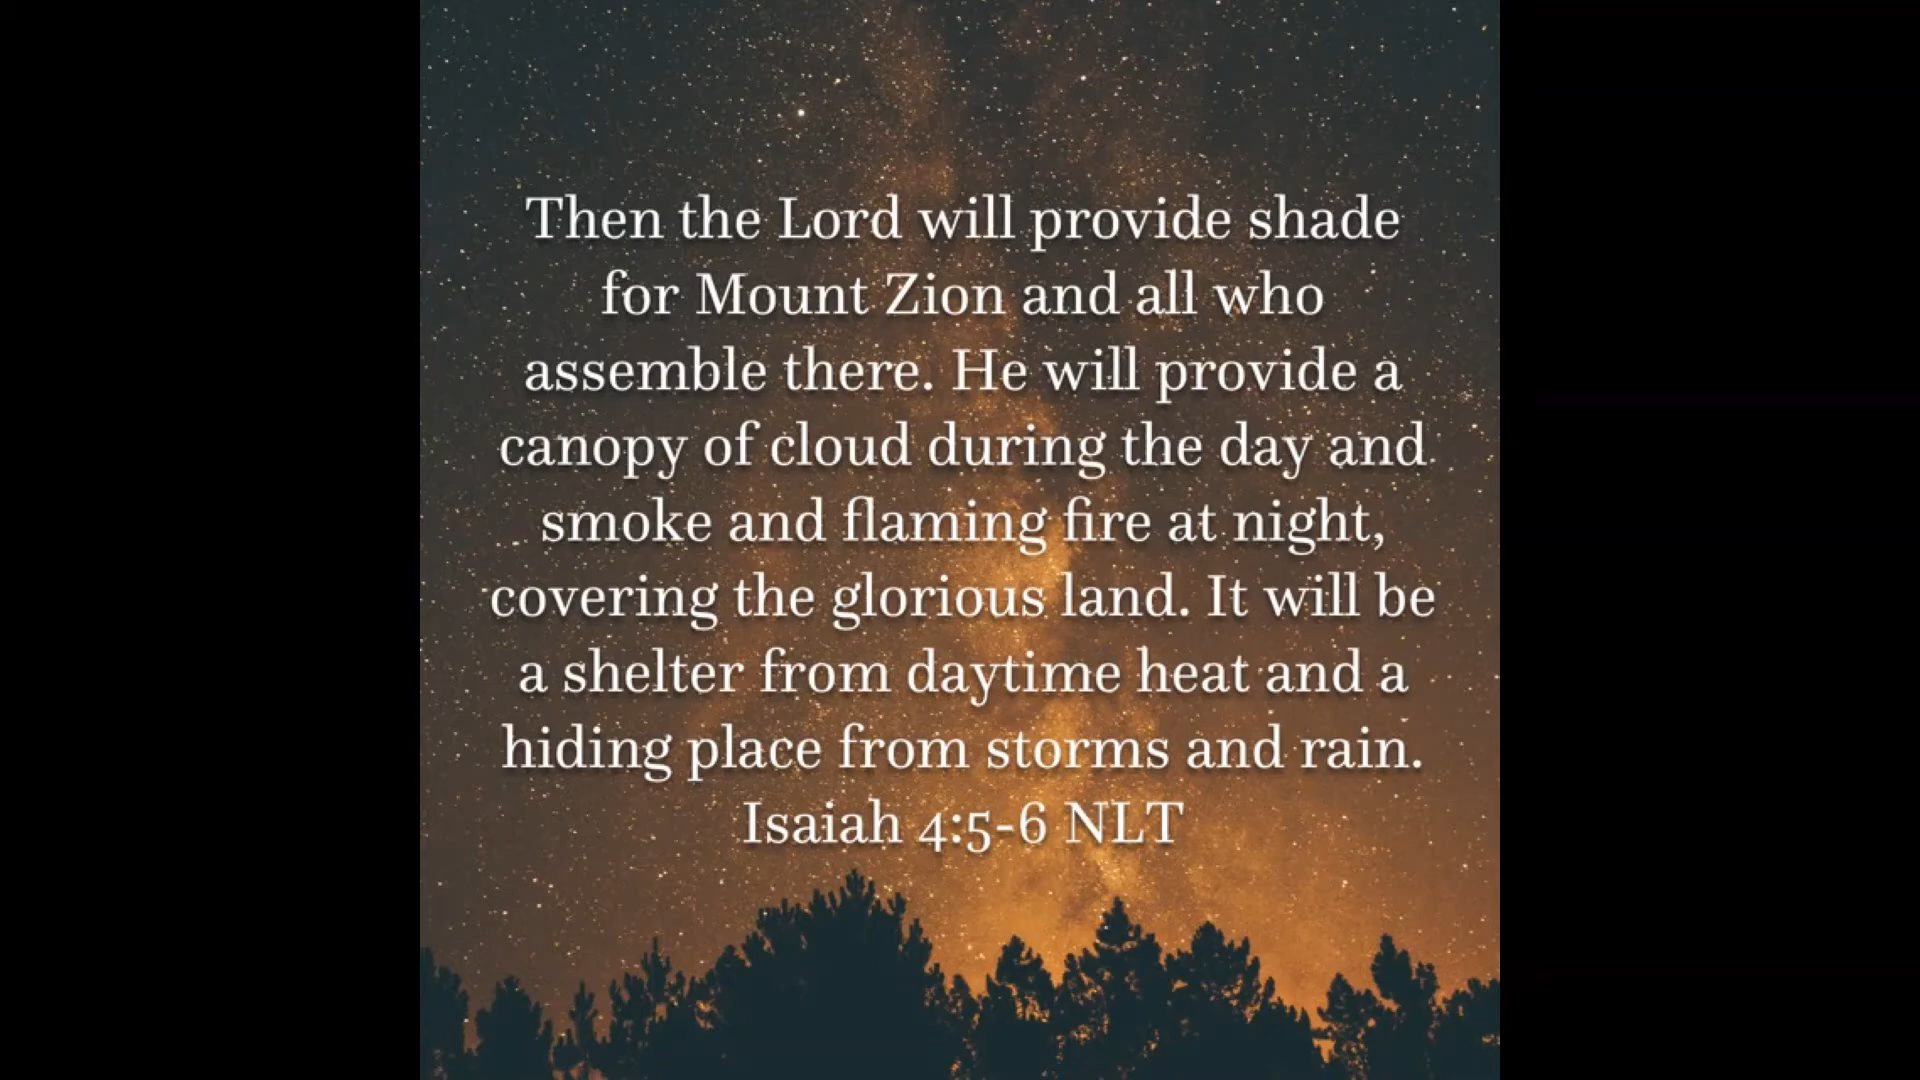 Then the Lord will provide shade
for Mount Zion and all who
assemble there. He will provide a
canopy of cloud during the day and
smoke and flaming fire at night,
covering the glorious land. It will be
a shelter from daytime heat and a
hiding place from storms and rain.
Isaiah 4:5-6 NLT